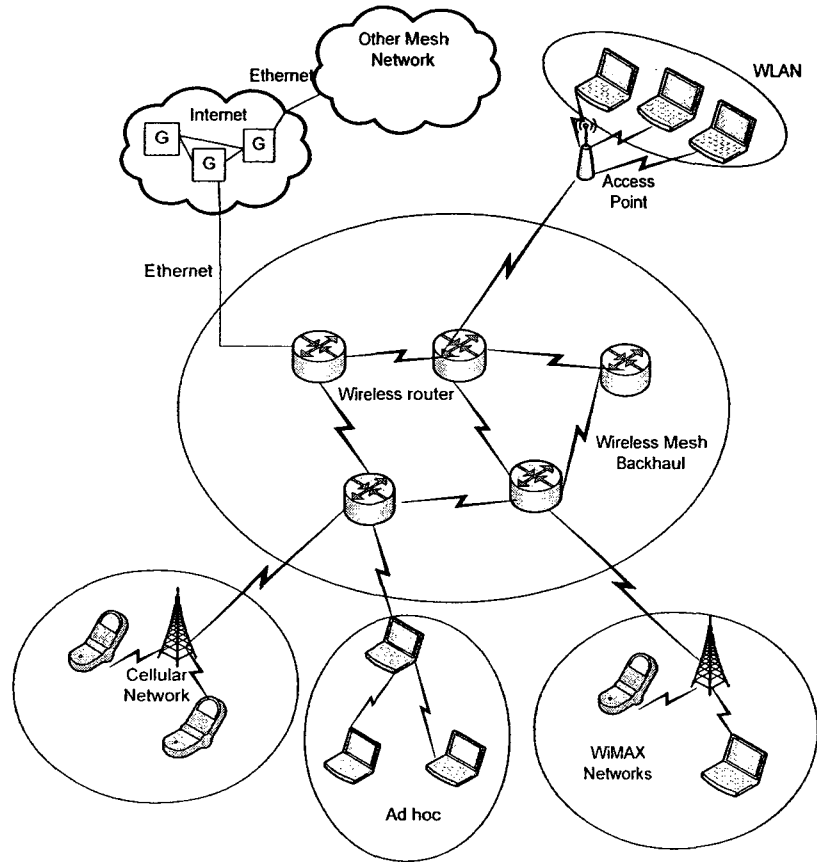 Other Mesh
Network
Ethernet
WLAN
Internet
G
G
G
Access
Point
Ethernet
Wireless router
Wireless Mesh
Backhaul
Cellular
Network
WiMAX
Networks
Ad hoc